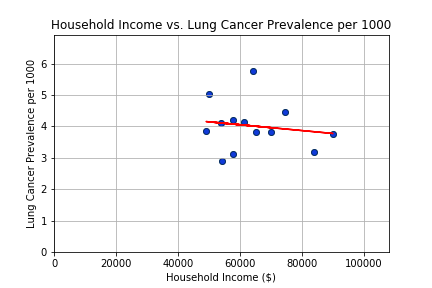 Household Income vs. Lung Cancer Prevalence per 1000
Lung Cancer Prevalence per 1000
6
5
4
3
2
1
0
0 20000 40000 60000 80000 100000
Household Income ($)